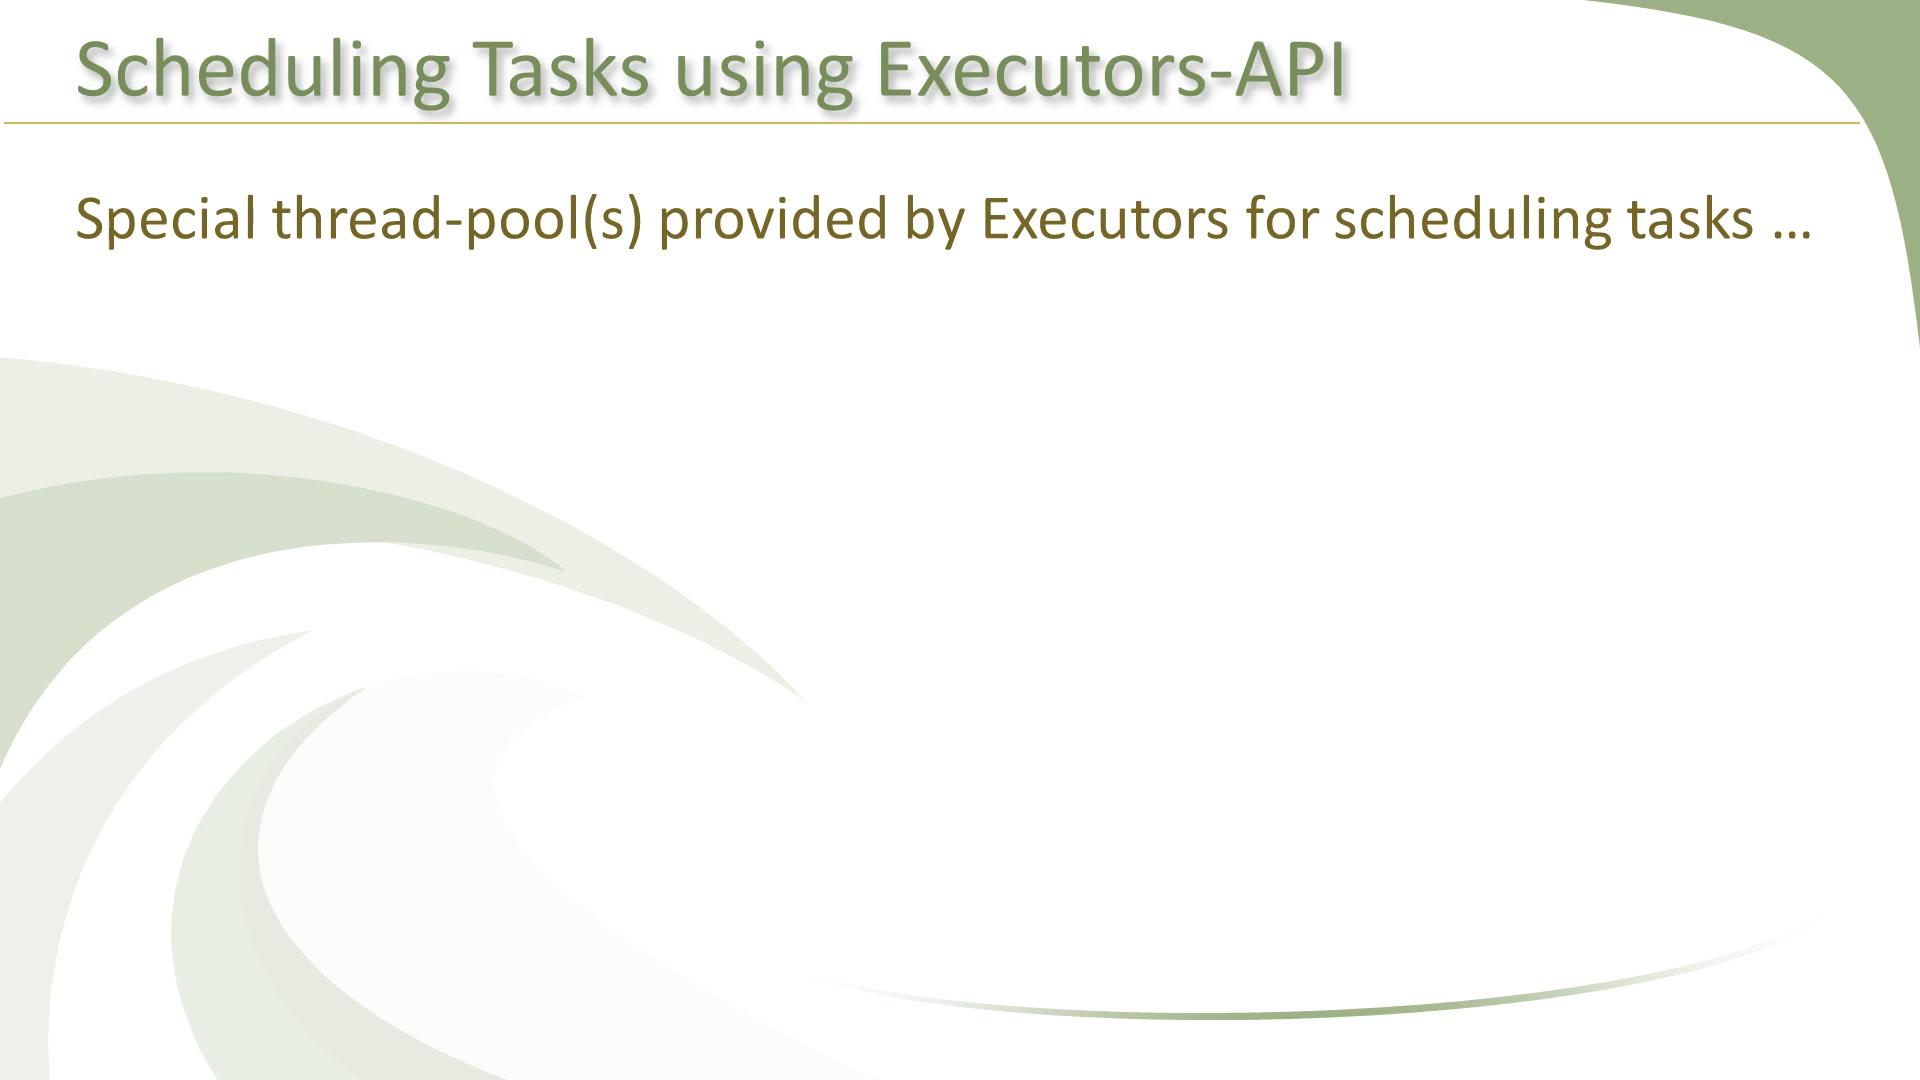 Scheduling Tasks using Executors-API
Special thread-pool(s) provided by Executors for scheduling tasks ...